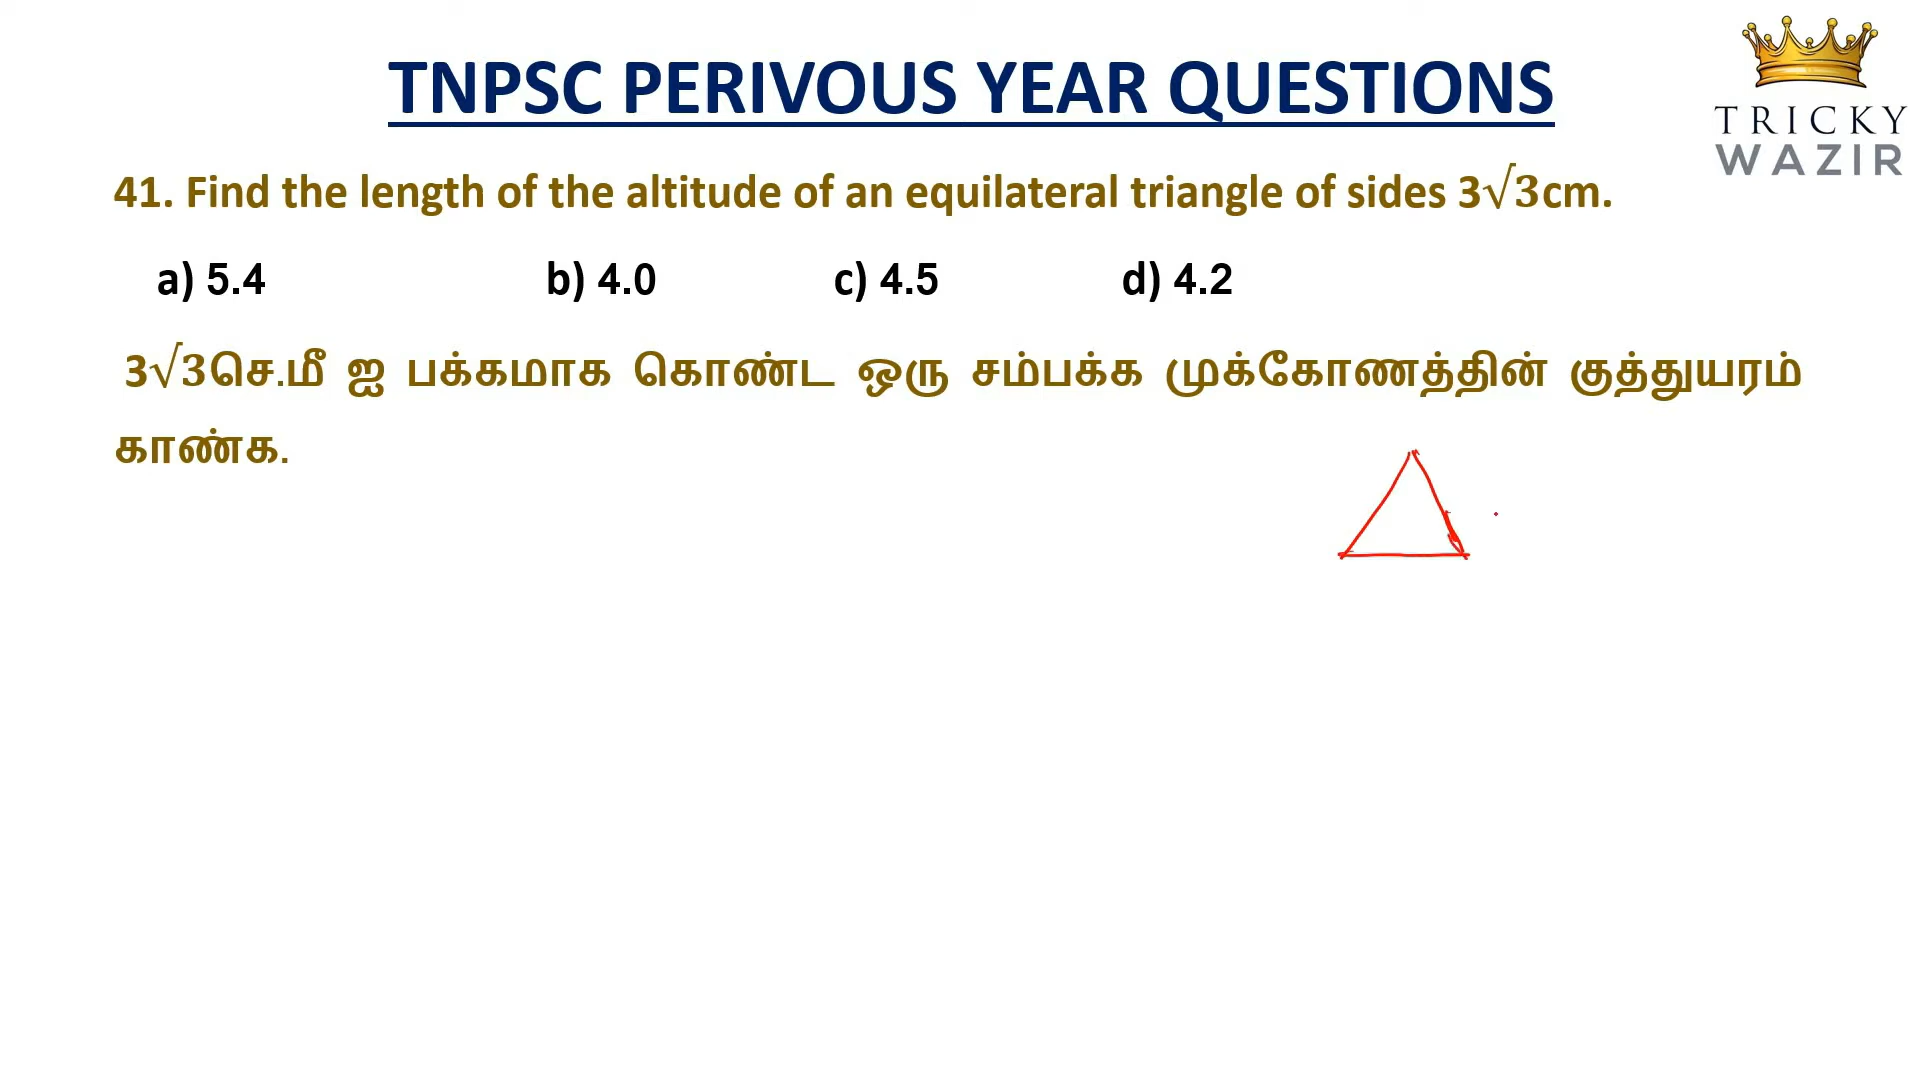 TNPSC PERIVOUS YEAR QUESTIONS
TRICKY
WAZIR
41. Find the length of the altitude of an equilateral triangle of sides 3√3cm.
a) 5.4 b) 4.0 c) 4.5 d) 4.2
3√3செ.மீ ஐ பக்கமாக கொண்ட ஒரு சம்பக்க முக்கோணத்தின் குத்துயரம்
காண்க.